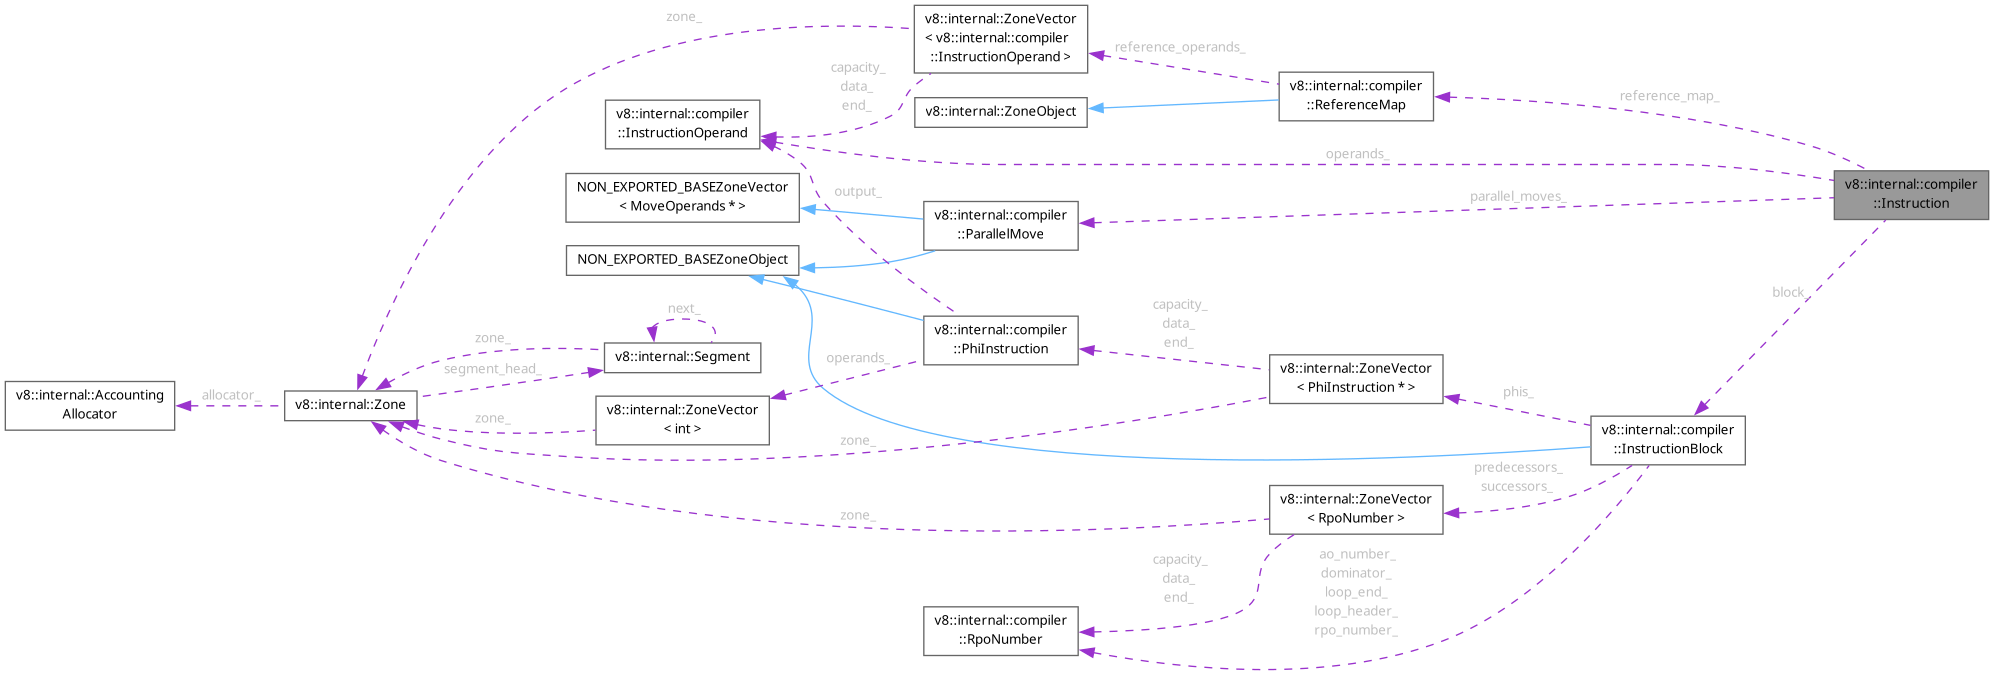 zone_
v8::internal::ZoneVector
< v8::internal::compiler
::InstructionOperand >
reference_operands_
capacity_
data_
end_
v8::internal::compiler
::ReferenceMap
reference_map_
v8::internal::ZoneObject
v8::internal::compiler
::InstructionOperand
operands_
NON_EXPORTED_BASEZoneVector
< MoveOperands * >
output_
v8::internal::compiler
::ParallelMove
parallel_moves_
v8::internal::compiler
::Instruction
NON_EXPORTED_BASEZoneObject
block_
next_
capacity_
data_
end_
v8::internal::compiler
::PhiInstruction
zone_
v8::internal::Segment
operands_
segment_head_
v8::internal::ZoneVector
< PhiInstruction * >
phis_
v8::internal::Accounting
Allocator
allocator_
v8::internal::Zone
zone_
v8::internal::ZoneVector
< int >
zone_
v8::internal::compiler
::InstructionBlock
predecessors_
successors_
v8::internal::ZoneVector
< RpoNumber >
zone_
capacity_
data_
end_
ao_number_
dominator_
loop_end_
loop_header_
rpo_number_
v8::internal::compiler
::RpoNumber